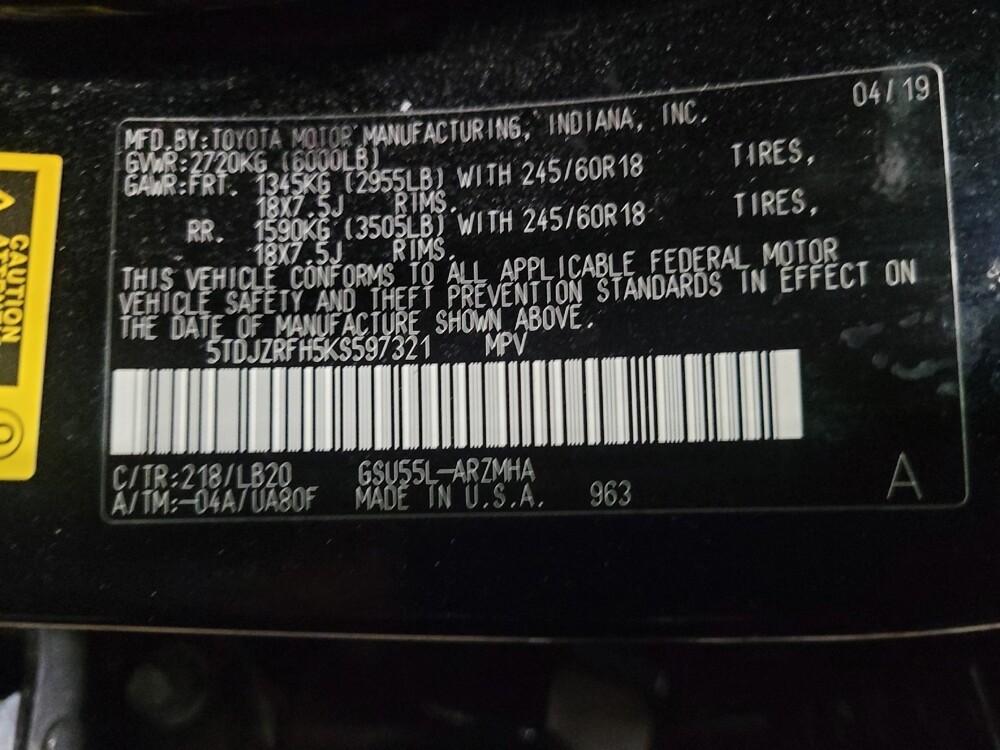 04/19
MFD.BY:TOYOTA MOTOR MANUFACTURING, INDIANA, INC.
GVWR:2720KG (6000LB)
GAWR:FRT. 1345KG (2955LB) WITH 245/60R18 TIRES,
18X7.5J RIMS.
RR. 1590KG (3505LB) WITH 245/60R18 TIRES,
18X7.5J RIMS.
THIS VEHICLE CONFORMS TO ALL APPLICABLE FEDERAL MOTOR
VEHICLE SAFETY AND THEFT PREVENTION STANDARDS IN EFFECT ON
THE DATE OF MANUFACTURE SHOWN ABOVE.
5TDJZRFH5KS597321 MPV
C/TR:218/LB20 GSU55L-ARZMHA
A/TM:-04A/UA80F MADE IN U.S.A. 963
A
CAUTION